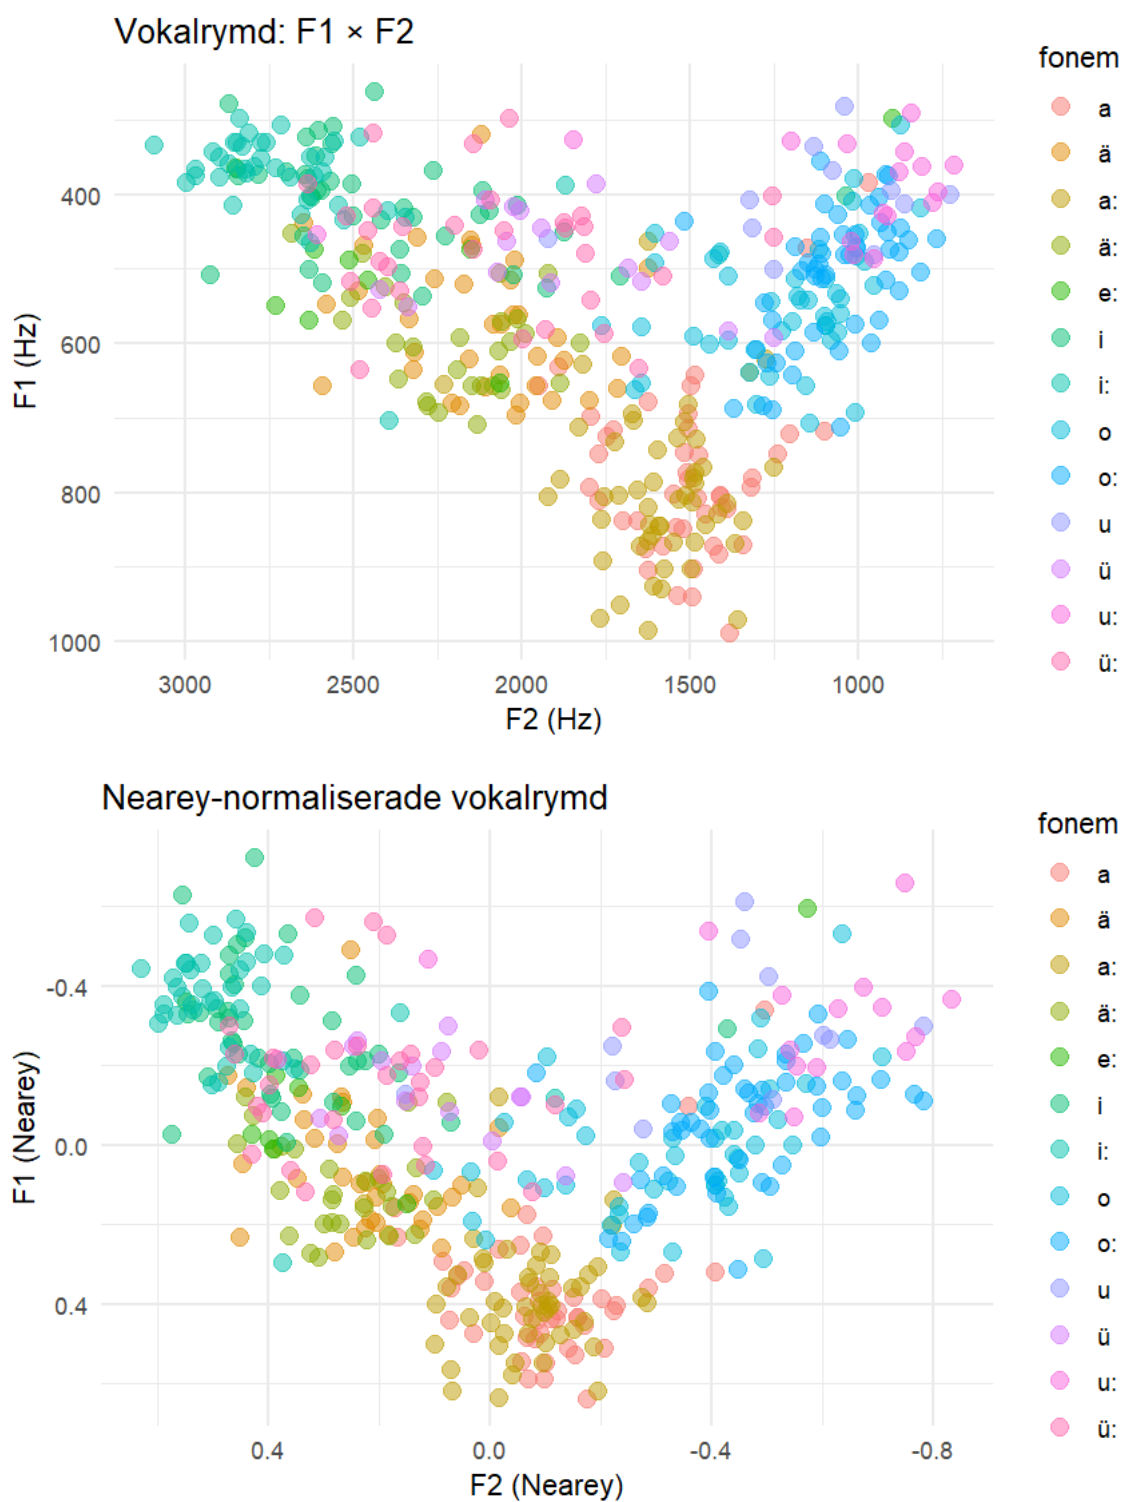 Vokalrymd: F1 × F2
fonem
a
ä
a:
ä:
e:
i
i:
o
o:
u
ü
u:
ü:
F1 (Hz)
400
600
800
1000
3000 2500 2000 1500 1000
F2 (Hz)
Nearey-normaliserade vokalrymd
fonem
a
ä
a:
ä:
e:
i
i:
o
o:
u
ü
u:
ü:
F1 (Nearey)
-0.4
0.0
0.4
0.4 0.0 -0.4 -0.8
F2 (Nearey)